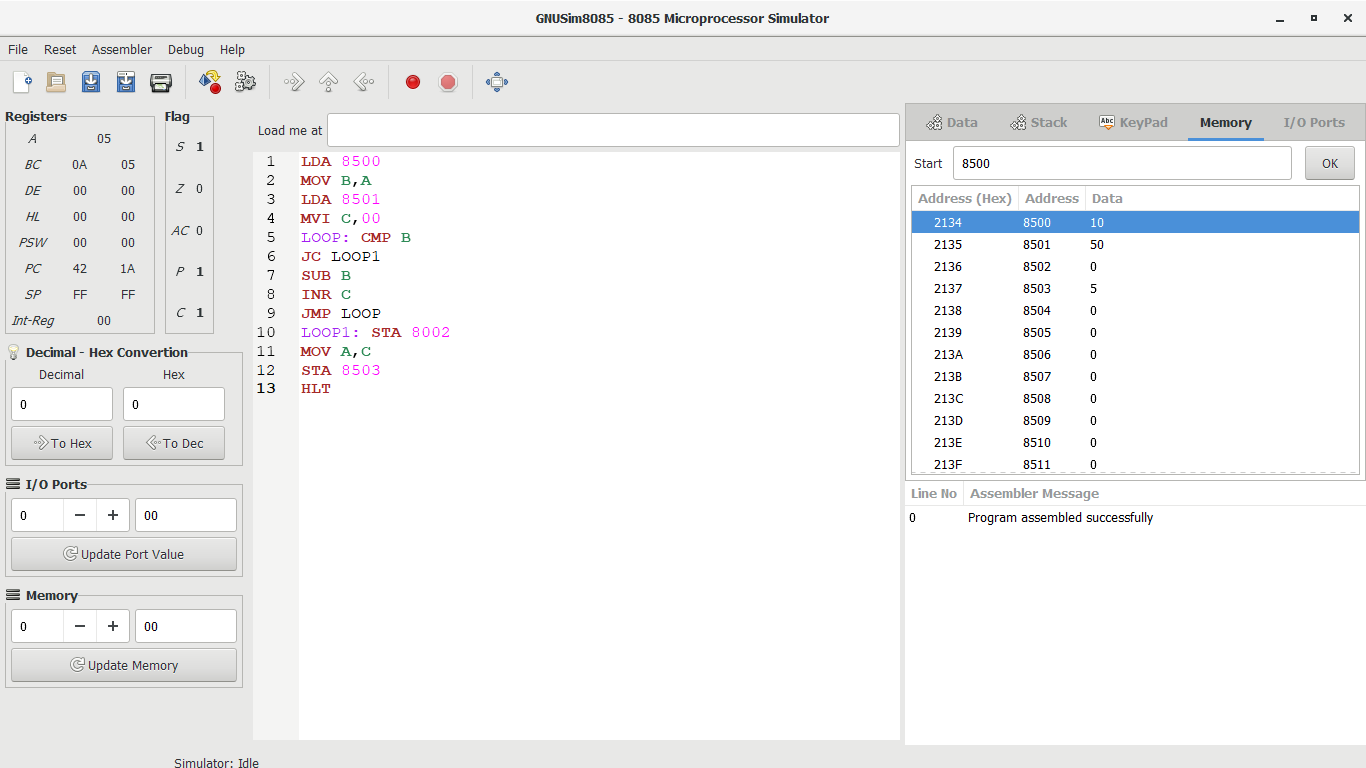 GNUSim8085 - 8085 Microprocessor Simulator
File Reset Assembler Debug Help
Registers
A 05
BC 0A 05
DE 00 00
HL 00 00
PSW 00 00
PC 42 1A
SP FF FF
Int-Reg 00
Flag
S 1
Z 0
AC 0
P 1
C 1
Decimal - Hex Convertion
Decimal Hex
0 0
To Hex To Dec
I/O Ports
0 − + 00
Update Port Value
Memory
0 − + 00
Update Memory
Load me at
1 LDA 8500
2 MOV B,A
3 LDA 8501
4 MVI C,00
5 LOOP: CMP B
6 JC LOOP1
7 SUB B
8 INR C
9 JMP LOOP
10 LOOP1: STA 8002
11 MOV A,C
12 STA 8503
13 HLT
Data Stack Abc KeyPad Memory I/O Ports
Start 8500 OK
Address (Hex) Address Data
2134 8500 10
2135 8501 50
2136 8502 0
2137 8503 5
2138 8504 0
2139 8505 0
213A 8506 0
213B 8507 0
213C 8508 0
213D 8509 0
213E 8510 0
213F 8511 0
Line No Assembler Message
0 Program assembled successfully
Simulator: Idle